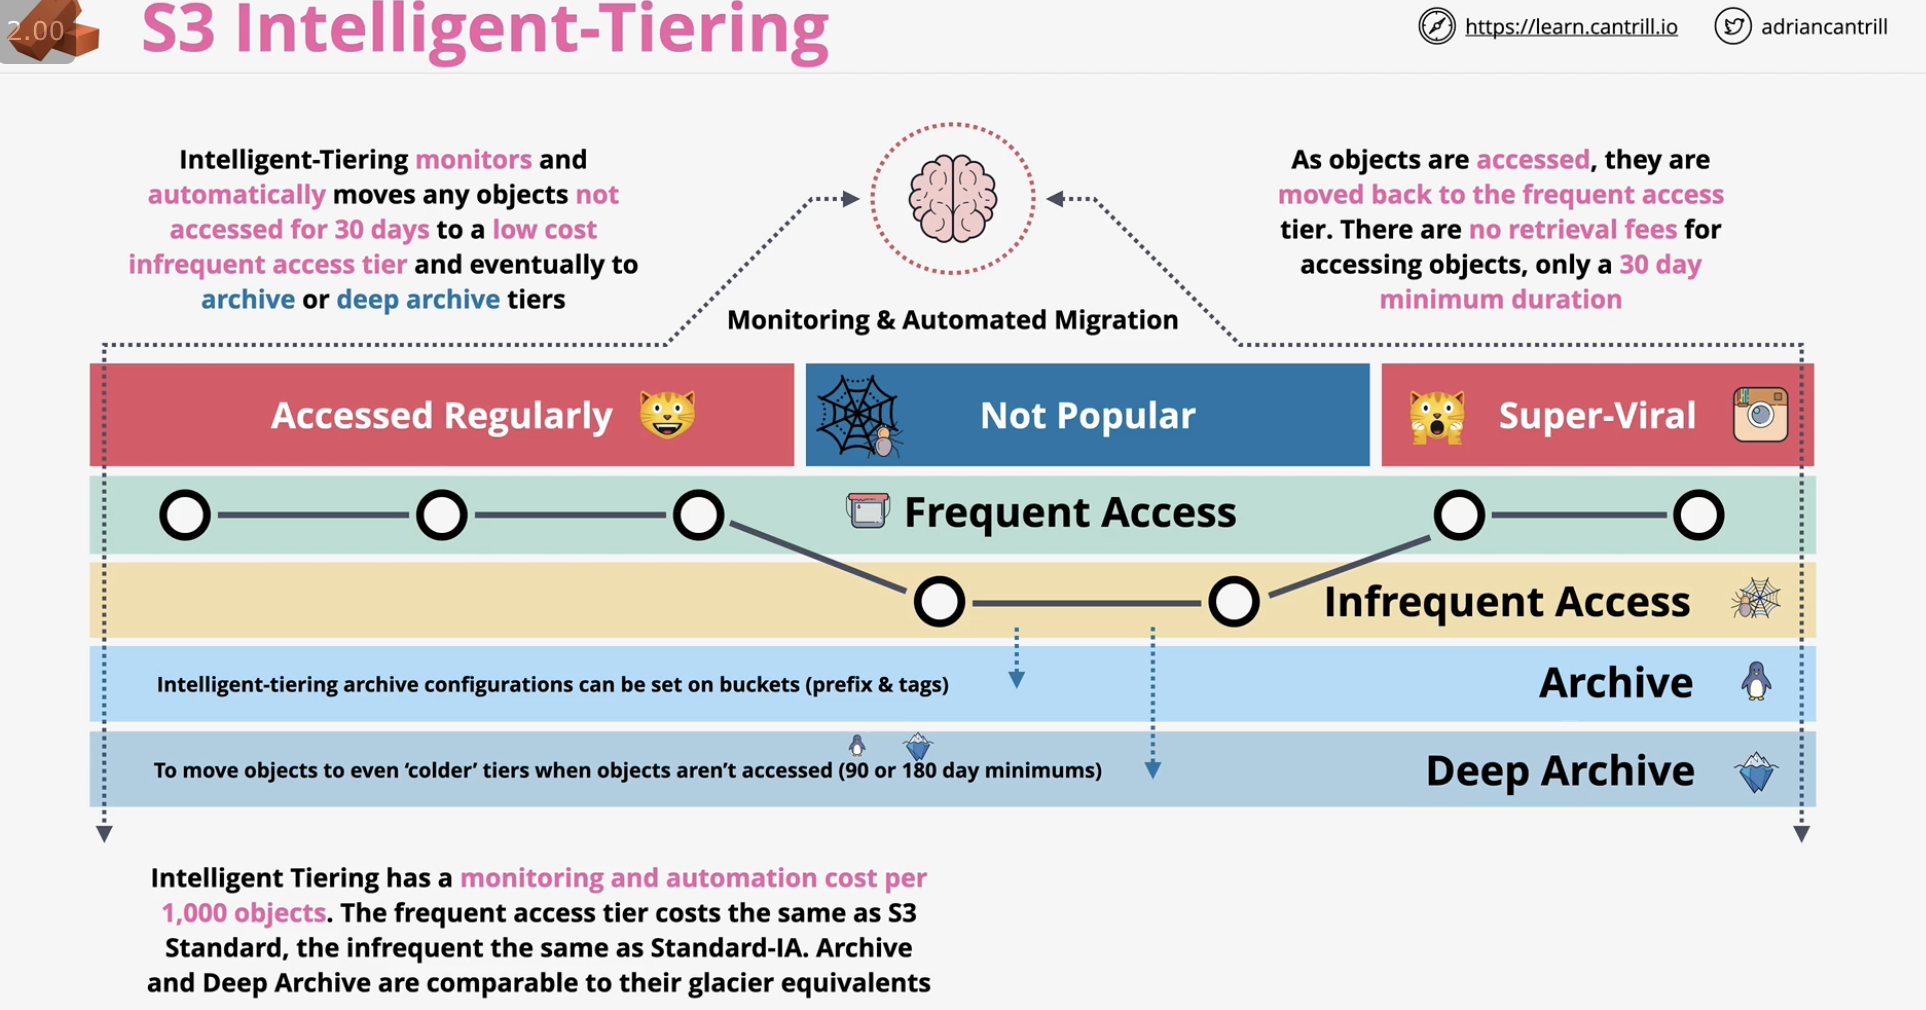 2.00
S3 Intelligent-Tiering
https://learn.cantrill.io
adriancantrill
Intelligent-Tiering monitors and
automatically moves any objects not
accessed for 30 days to a low cost
infrequent access tier and eventually to
archive or deep archive tiers
As objects are accessed, they are
moved back to the frequent access
tier. There are no retrieval fees for
accessing objects, only a 30 day
minimum duration
Monitoring & Automated Migration
Accessed Regularly
Not Popular
Super-Viral
Frequent Access
Infrequent Access
Intelligent-tiering archive configurations can be set on buckets (prefix & tags)
Archive
To move objects to even ‘colder’ tiers when objects aren’t accessed (90 or 180 day minimums)
Deep Archive
Intelligent Tiering has a monitoring and automation cost per
1,000 objects. The frequent access tier costs the same as S3
Standard, the infrequent the same as Standard-IA. Archive
and Deep Archive are comparable to their glacier equivalents